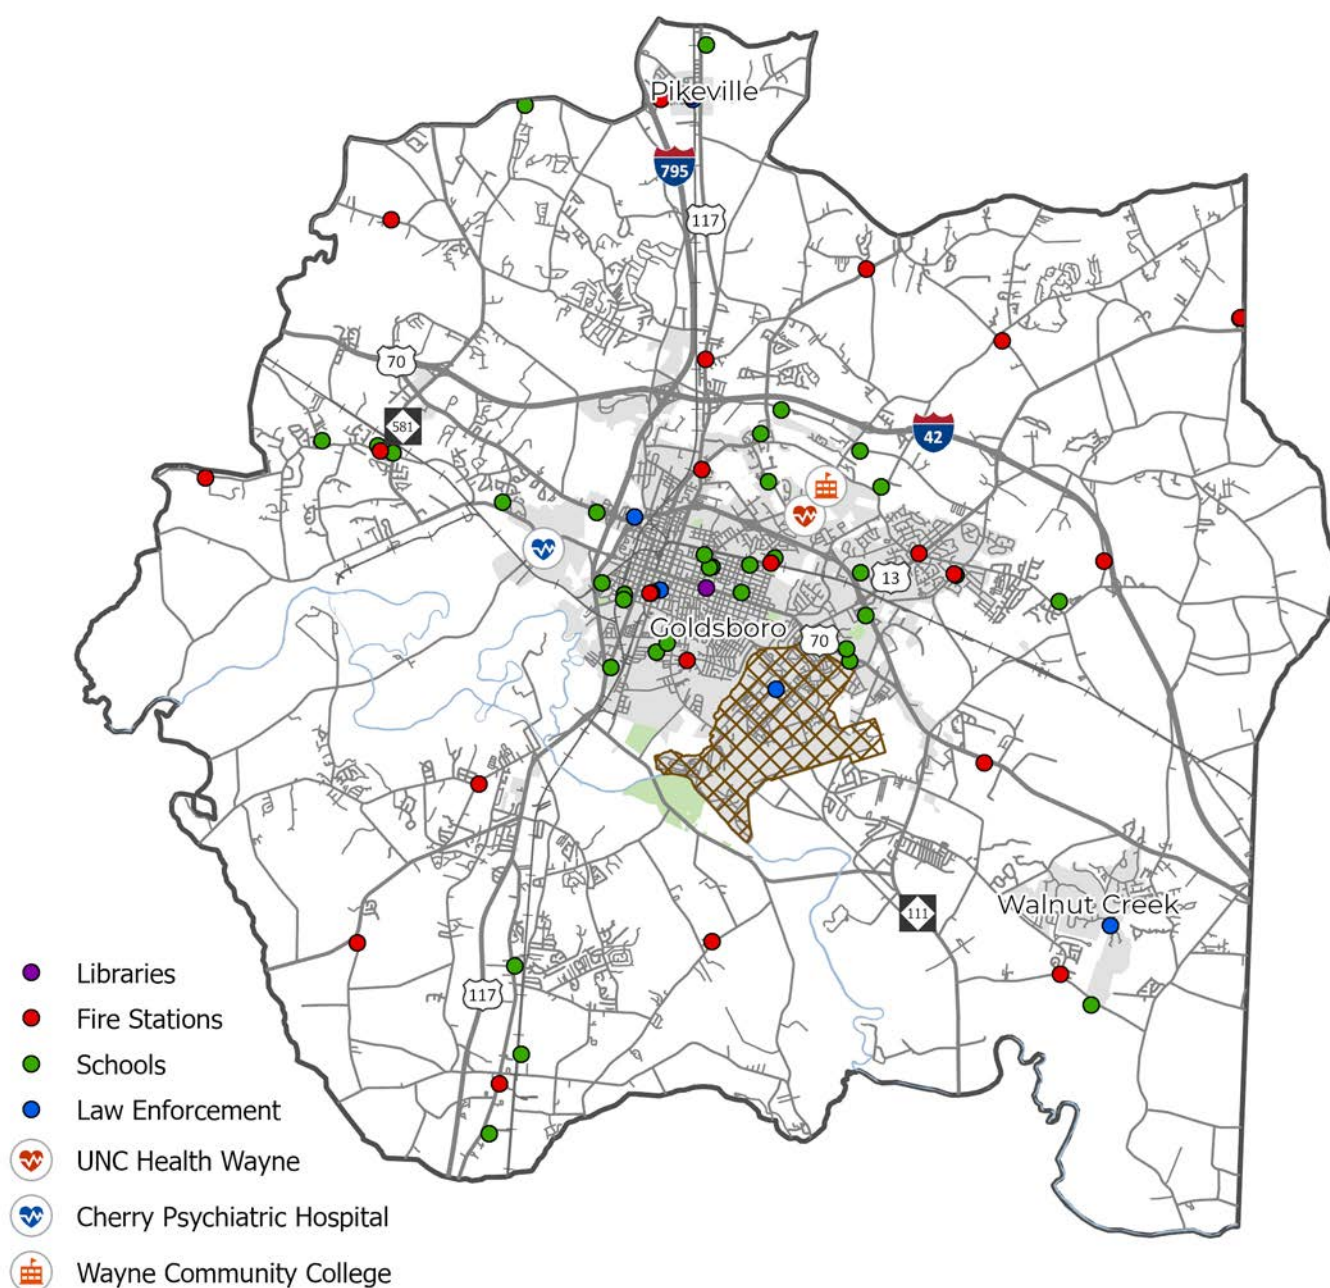 Pikeville
795
117
70
581
42
13
Goldsboro
70
111
Walnut Creek
117
Libraries
Fire Stations
Schools
Law Enforcement
UNC Health Wayne
Cherry Psychiatric Hospital
Wayne Community College